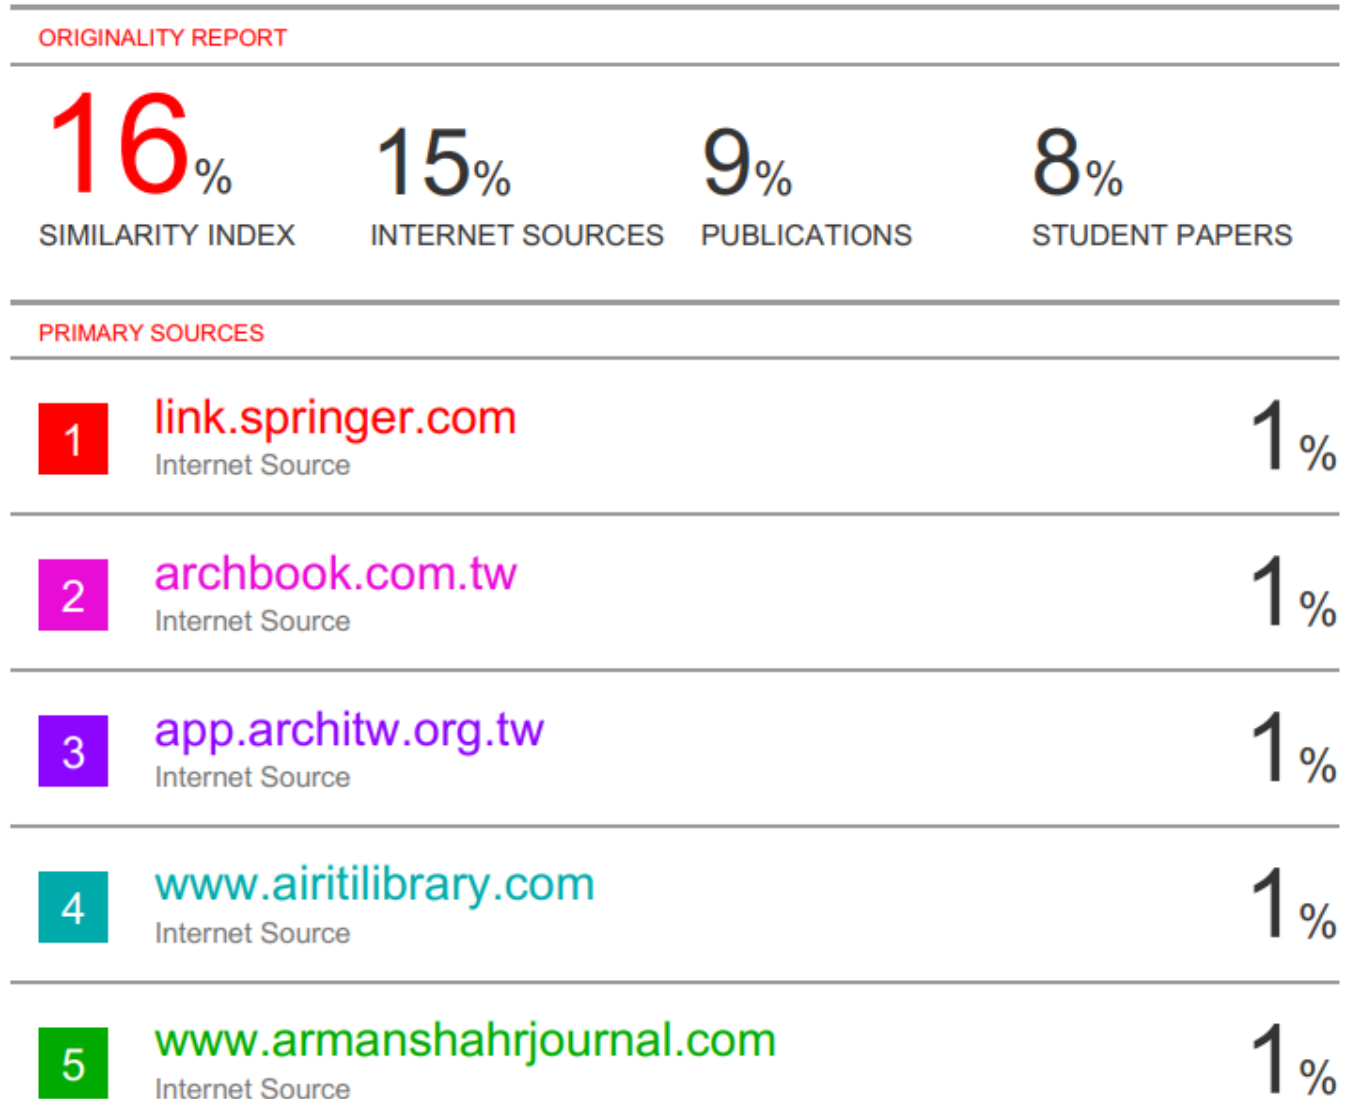 ORIGINALITY REPORT
16% 15% 9% 8%
SIMILARITY INDEX INTERNET SOURCES PUBLICATIONS STUDENT PAPERS
PRIMARY SOURCES
1 link.springer.com 1%
Internet Source
2 archbook.com.tw 1%
Internet Source
3 app.architw.org.tw 1%
Internet Source
4 www.airitilibrary.com 1%
Internet Source
5 www.armanshahrjournal.com 1%
Internet Source